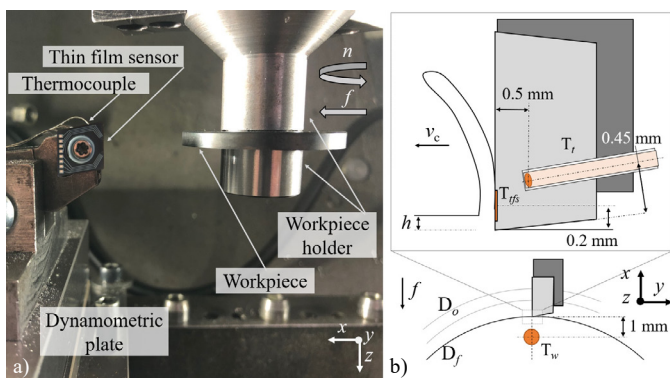 Thin film sensor
Thermocouple
n
f
Workpiece
holder
Workpiece
Dynamometric
plate
x
y
z
a)
0.5 mm
v_c
T_t
0.45 mm
T_tfs
h
0.2 mm
f
D_o
x
z
y
1 mm
D_f
T_w
b)